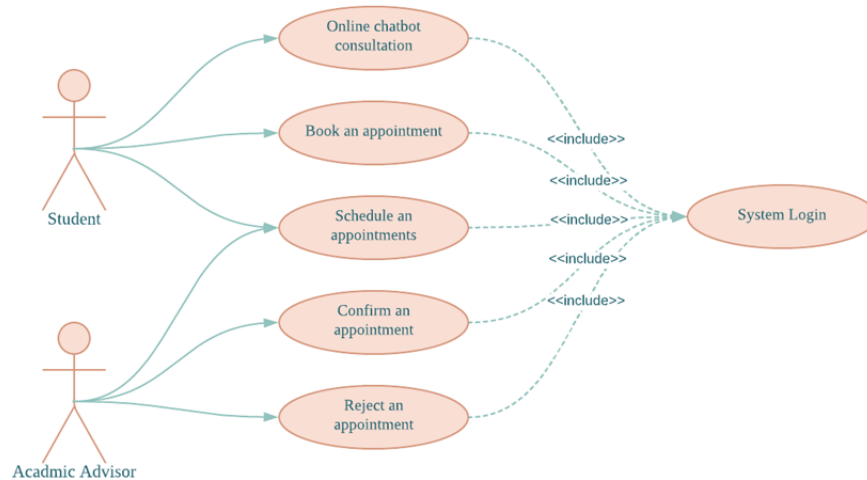 Online chatbot
consultation
Book an appointment
<<include>>
<<include>>
Student
Schedule an
appointments
<<include>>
System Login
<<include>>
Confirm an
appointment
<<include>>
Reject an
appointment
Acadmic Advisor